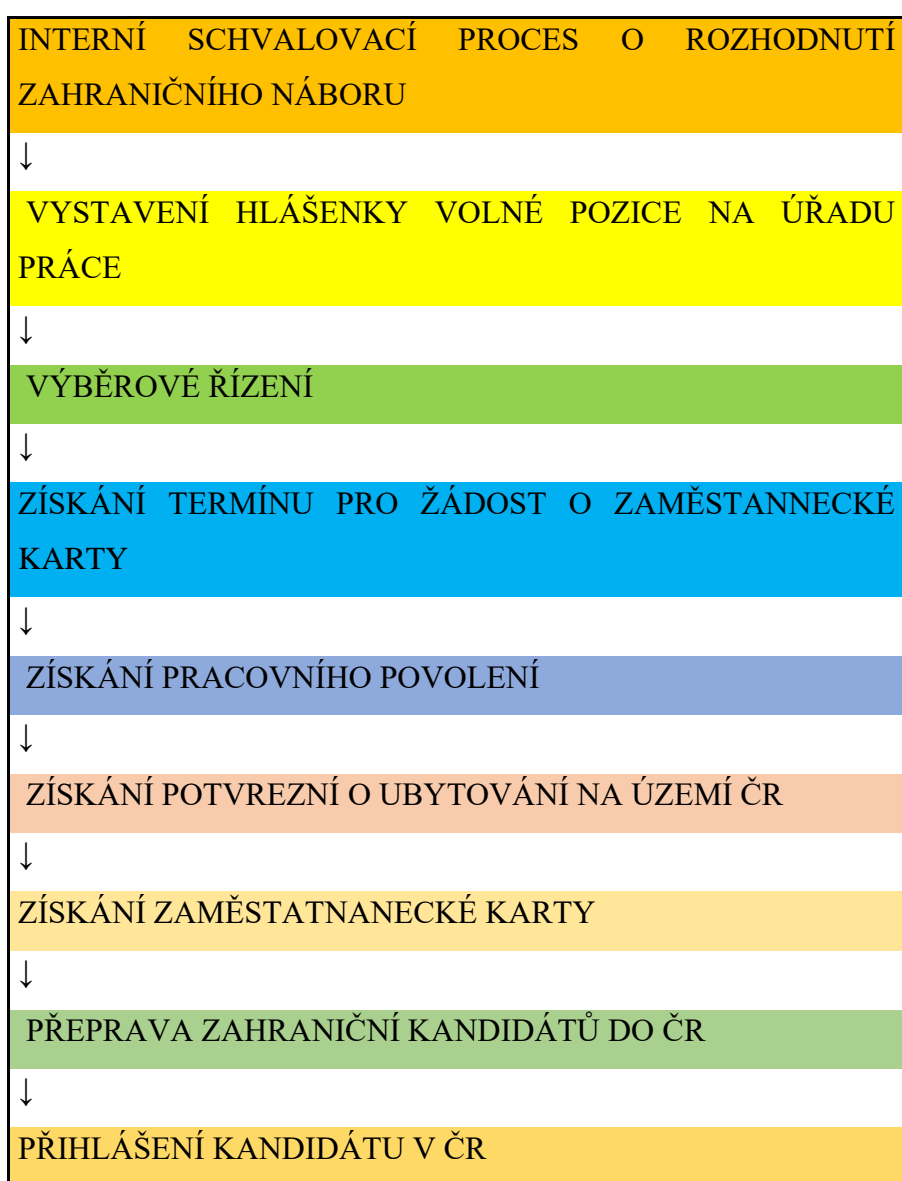 INTERNÍ SCHVALOVACÍ PROCES O ROZHODNUTÍ
ZAHRANIČNÍHO NÁBORU
↓
VYSTAVENÍ HLÁŠENKY VOLNÉ POZICE NA ÚŘADU
PRÁCE
↓
VÝBĚROVÉ ŘÍZENÍ
↓
ZÍSKÁNÍ TERMÍNU PRO ŽÁDOST O ZAMĚSTANNECKÉ
KARTY
↓
ZÍSKÁNÍ PRACOVNÍHO POVOLENÍ
↓
ZÍSKÁNÍ POTVREZNÍ O UBYTOVÁNÍ NA ÚZEMÍ ČR
↓
ZÍSKÁNÍ ZAMĚSTATNANECKÉ KARTY
↓
PŘEPRAVA ZAHRANIČNÍ KANDIDÁTŮ DO ČR
↓
PŘIHLÁŠENÍ KANDIDÁTU V ČR